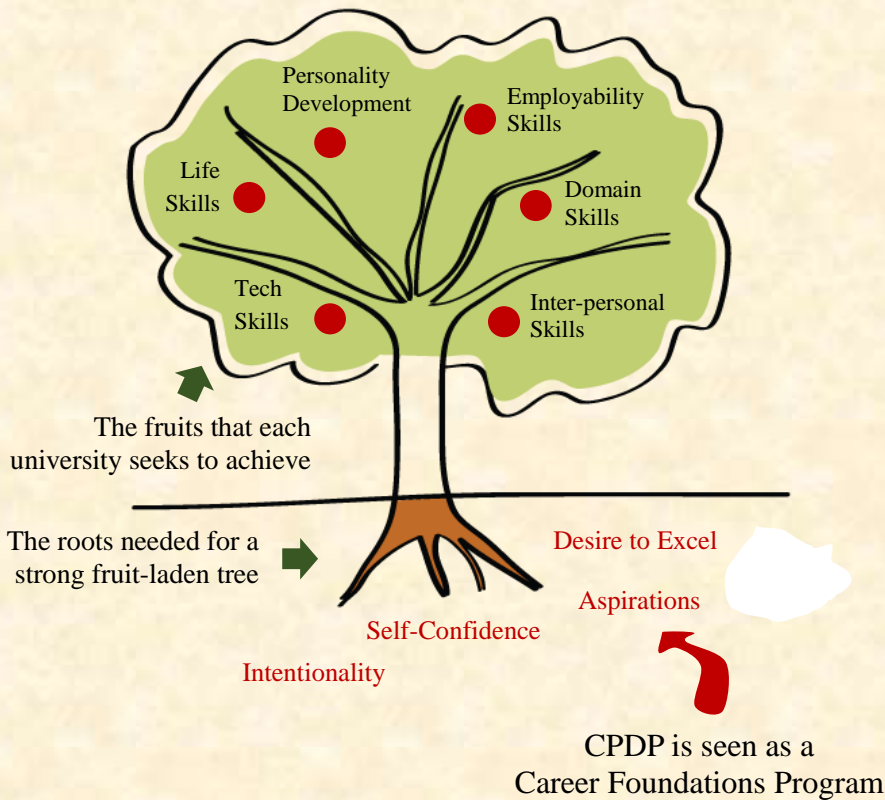 Personality
Development
Employability
Skills
Life
Skills
Domain
Skills
Tech
Skills
Inter-personal
Skills
The fruits that each
university seeks to achieve
The roots needed for a
strong fruit-laden tree
Desire to Excel
Aspirations
Self-Confidence
Intentionality
CPDP is seen as a
Career Foundations Program